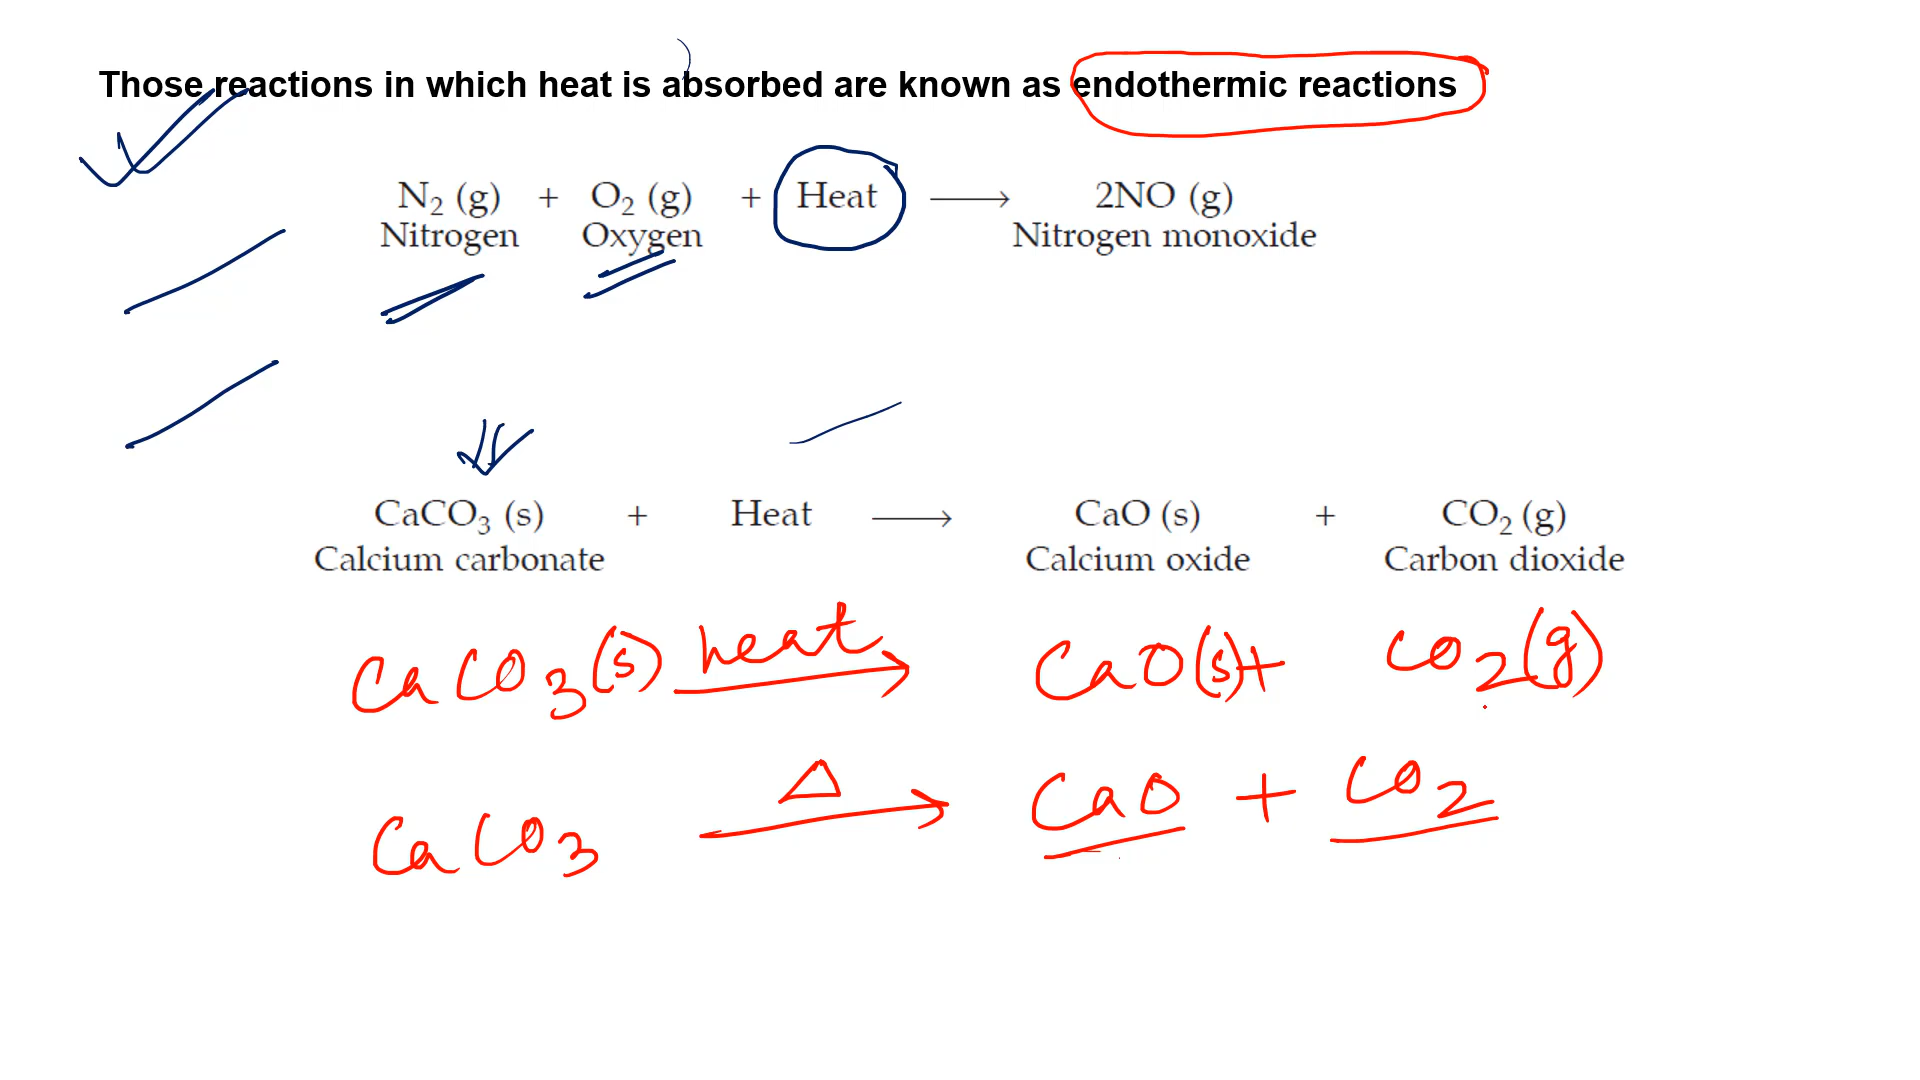 Those reactions in which heat is absorbed are known as endothermic reactions
N₂ (g) + O₂ (g) + Heat ⟶ 2NO (g)
Nitrogen Oxygen Nitrogen monoxide
CaCO₃ (s) + Heat ⟶ CaO (s) + CO₂ (g)
Calcium carbonate Calcium oxide Carbon dioxide
CaCO₃(s) heat → CaO(s) + CO₂(g)
CaCO₃ Δ → CaO + CO₂